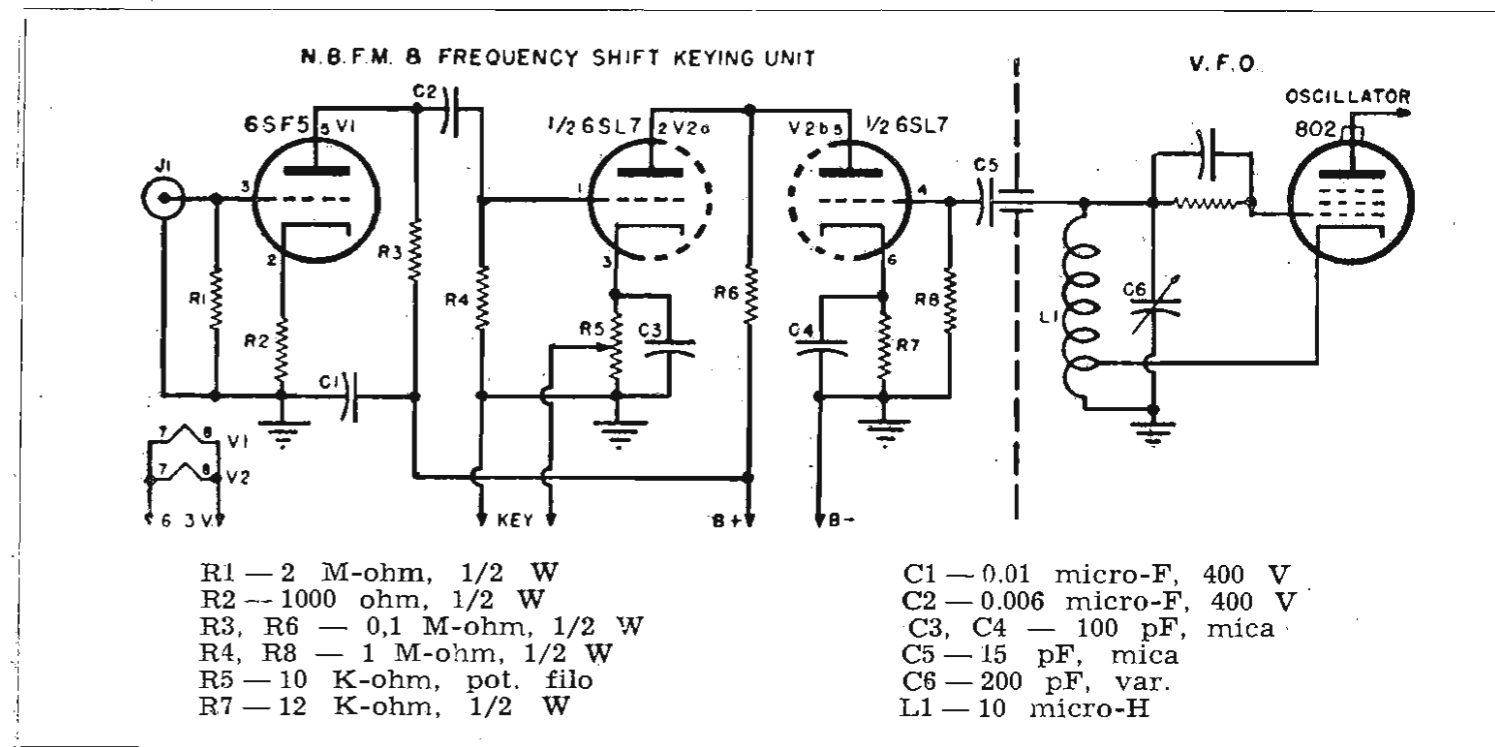 N.B.F.M. & FREQUENCY SHIFT KEYING UNIT
V.F.O.
OSCILLATOR
802
C2
6SF5
5 V1
1/2 6SL7
2 V2a
V2b 5
1/2 6SL7
C5
J1
3
1
4
2
3
6
R1
R2
R3
R4
R5
C3
R6
C4
R7
R8
L1
C6
C1
7 8 V1
7 8 V2
6 3 V.
KEY
B+
B-
R1 — 2 M-ohm, 1/2 W
R2 — 1000 ohm, 1/2 W
R3, R6 — 0,1 M-ohm, 1/2 W
R4, R8 — 1 M-ohm, 1/2 W
R5 — 10 K-ohm, pot. filo
R7 — 12 K-ohm, 1/2 W
C1 — 0.01 micro-F, 400 V
C2 — 0.006 micro-F, 400 V
C3, C4 — 100 pF, mica
C5 — 15 pF, mica
C6 — 200 pF, var.
L1 — 10 micro-H